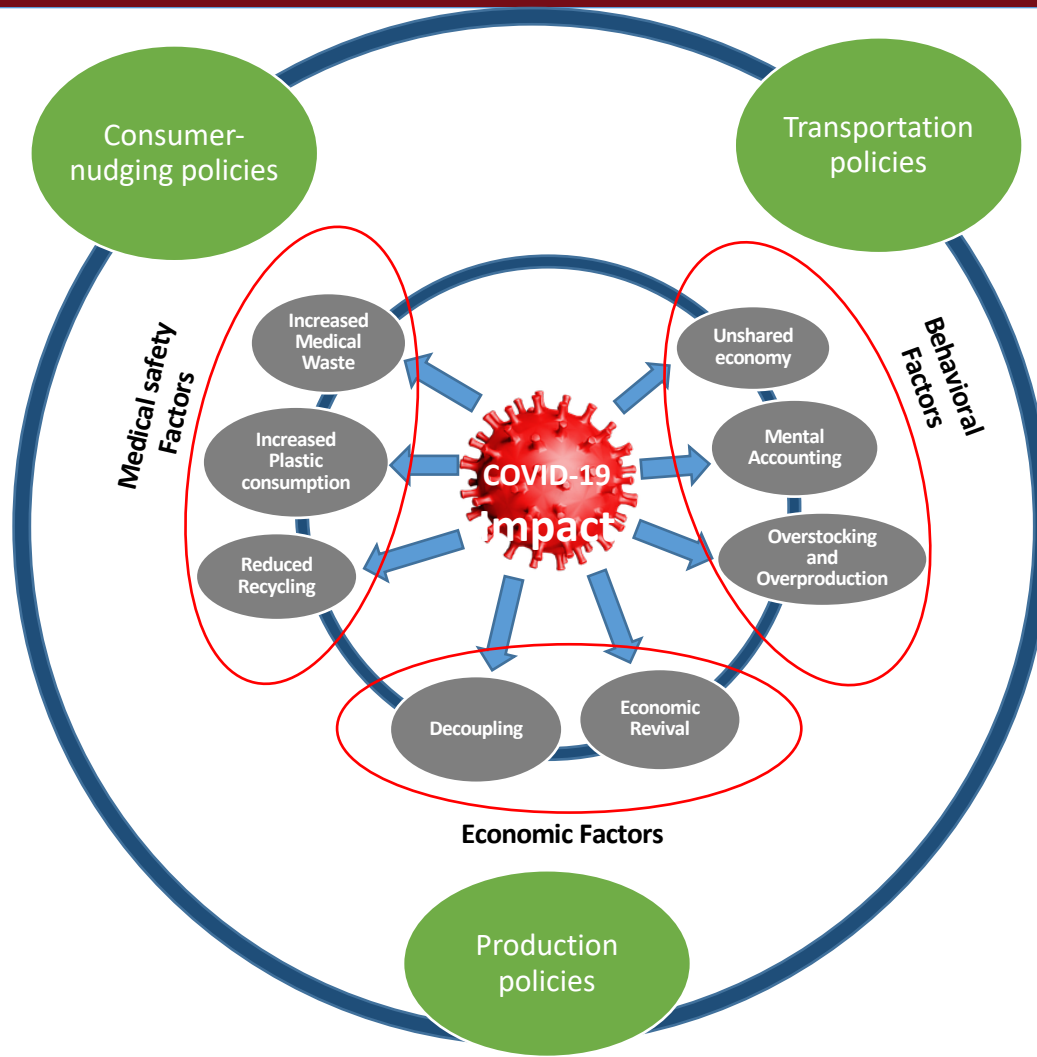 Consumer-
nudging policies
Transportation
policies
Medical safety
Factors
Increased
Medical
Waste
Increased
Plastic
consumption
Reduced
Recycling
COVID-19
Impact
Unshared
economy
Mental
Accounting
Overstocking
and
Overproduction
Behavioral
Factors
Decoupling
Economic
Revival
Economic Factors
Production
policies